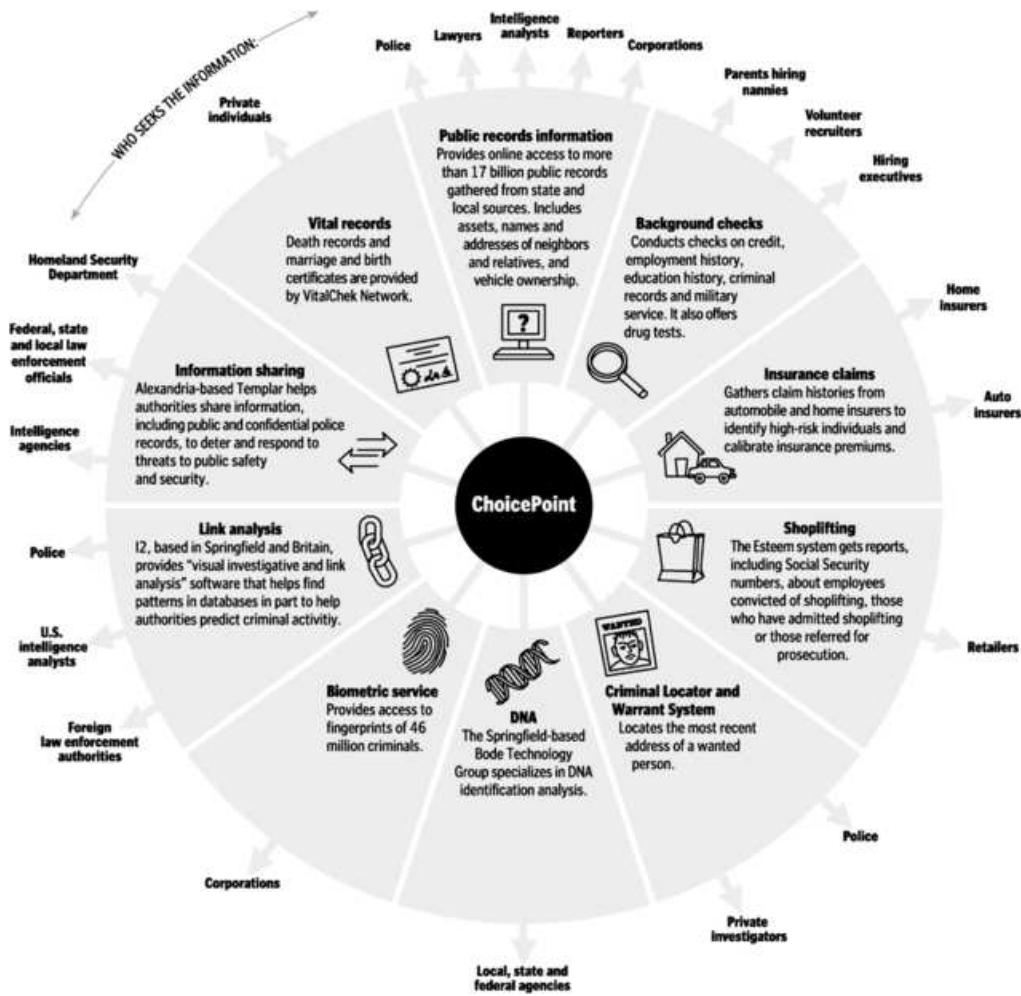 WHO SEEKS THE INFORMATION:
Private
individuals
Police
Lawyers
Intelligence
analysts
Reporters
Corporations
Parents hiring
nannies
Volunteer
recruiters
Hiring
executives
Home
insurers
Auto
insurers
Retailers
Police
Private
investigators
Local, state and
federal agencies
Corporations
Foreign
law enforcement
authorities
U.S.
intelligence
analysts
Police
Intelligence
agencies
Federal, state
and local law
enforcement
officials
Homeland Security
Department
Public records information
Provides online access to more
than 17 billion public records
gathered from state and
local sources. Includes
assets, names and
addresses of neighbors
and relatives, and
vehicle ownership.
?
Background checks
Conducts checks on credit,
employment history,
education history, criminal
records and military
service. It also offers
drug tests.
Insurance claims
Gathers claim histories from
automobile and home insurers to
identify high-risk individuals and
calibrate insurance premiums.
Shoplifting
The Esteem system gets reports,
including Social Security
numbers, about employees
convicted of shoplifting, those
who have admitted shoplifting
or those referred for
prosecution.
WANTED
Criminal Locator and
Warrant System
Locates the most recent
address of a wanted
person.
DNA
The Springfield-based
Bode Technology
Group specializes in DNA
identification analysis.
Biometric service
Provides access to
fingerprints of 46
million criminals.
Link analysis
I2, based in Springfield and Britain,
provides “visual investigative and link
analysis” software that helps find
patterns in databases in part to help
authorities predict criminal activitiy.
Information sharing
Alexandria-based Templar helps
authorities share information,
including public and confidential police
records, to deter and respond to
threats to public safety
and security.
Vital records
Death records and
marriage and birth
certificates are provided
by VitalChek Network.
ChoicePoint